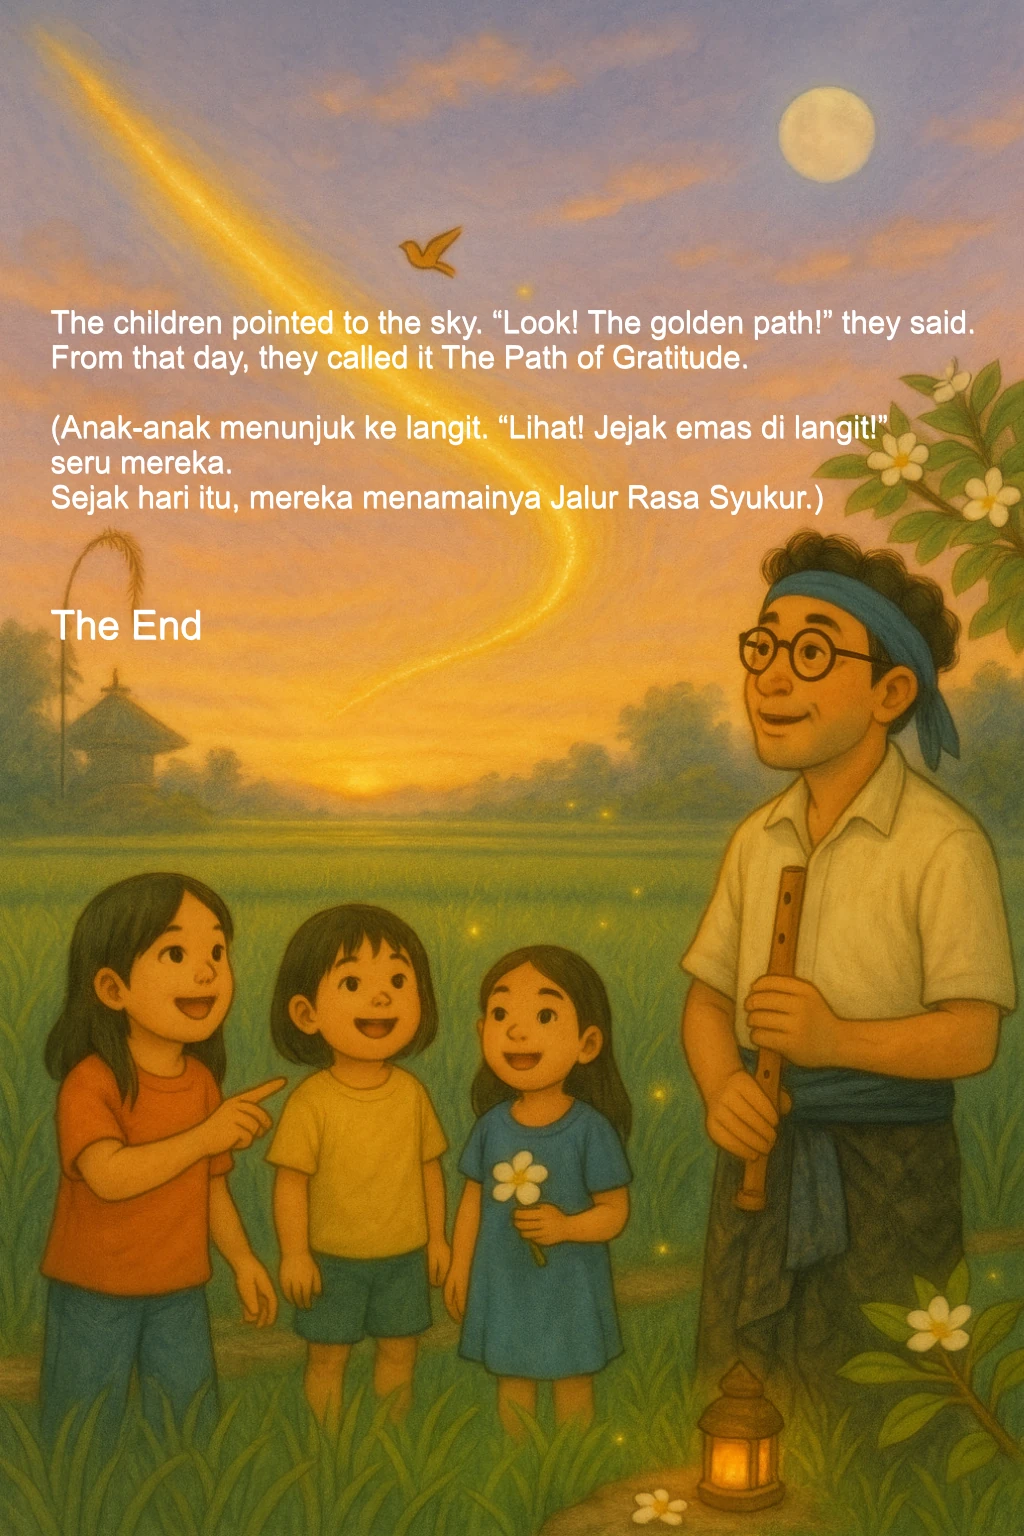 The children pointed to the sky. “Look! The golden path!” they said.
From that day, they called it The Path of Gratitude.
(Anak-anak menunjuk ke langit. “Lihat! Jejak emas di langit!”
seru mereka.
Sejak hari itu, mereka menamainya Jalur Rasa Syukur.)
The End